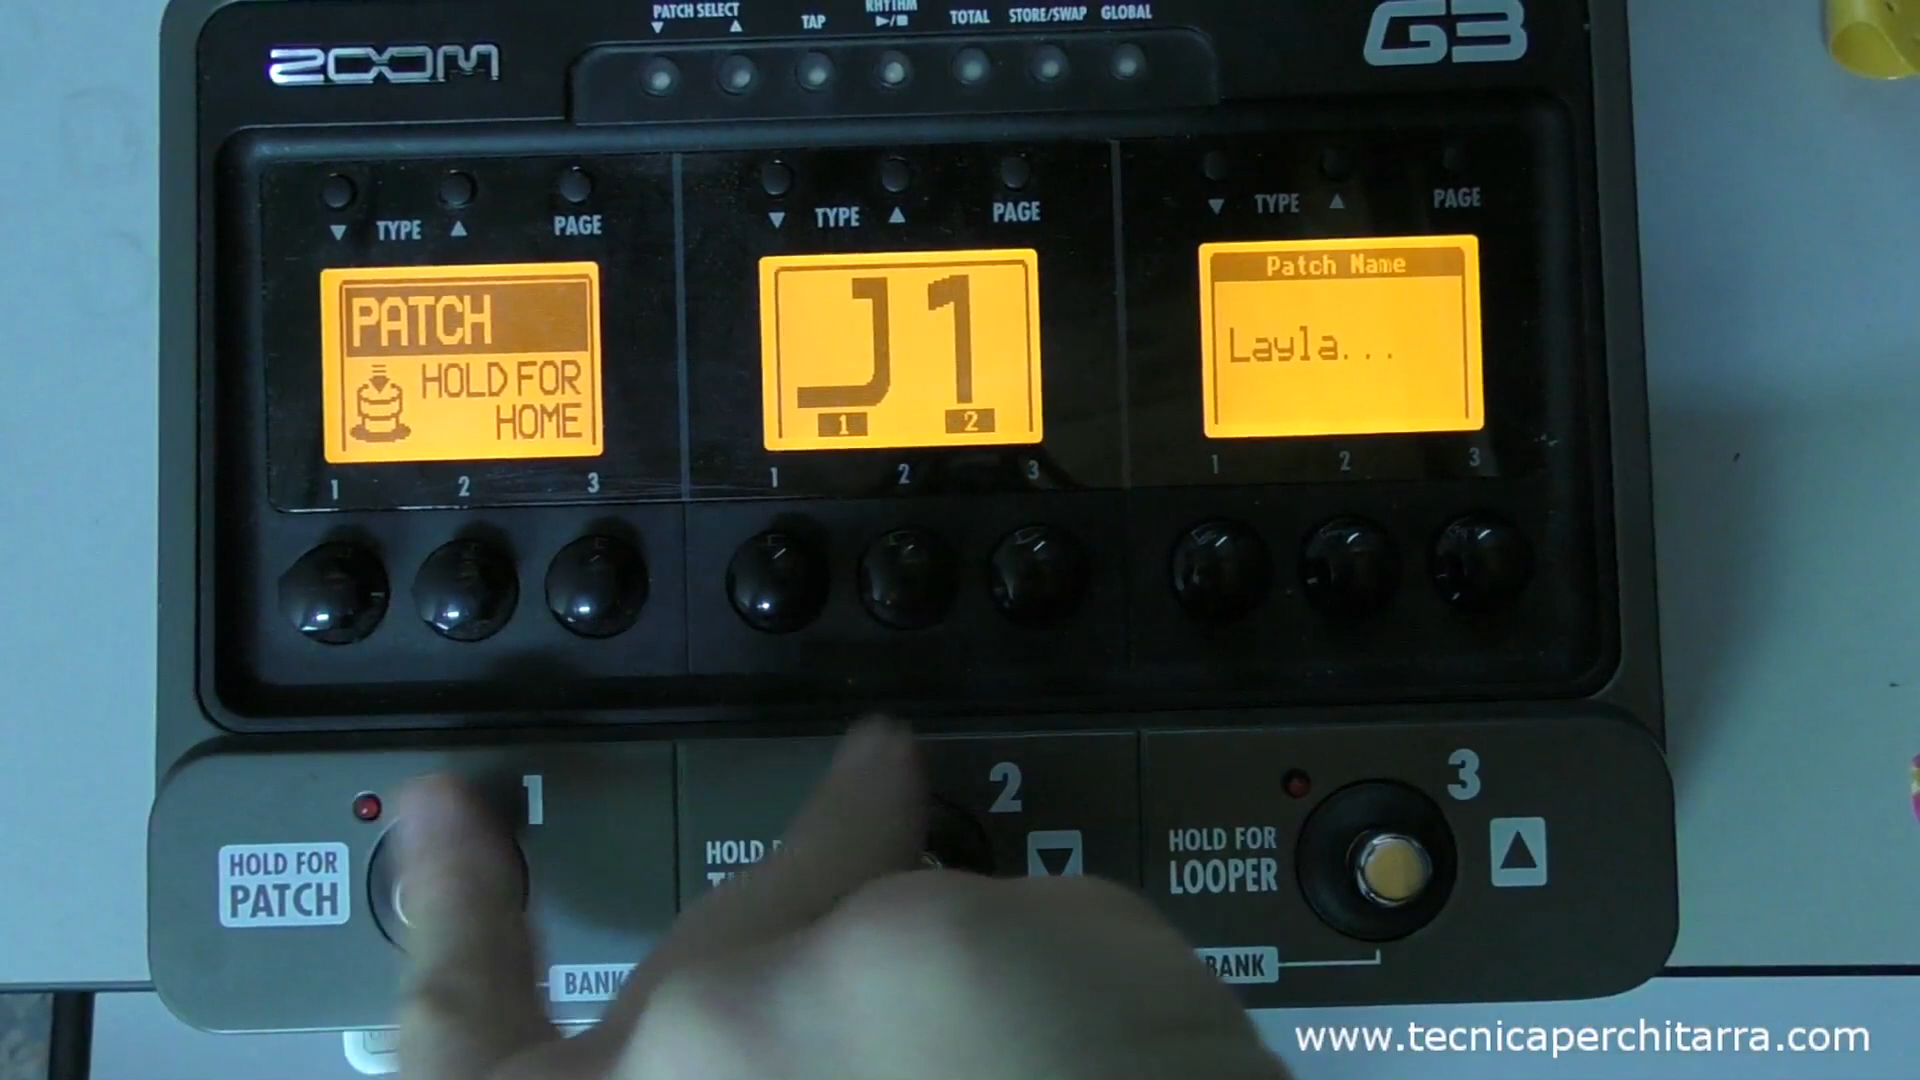 PATCH SELECT
TAP
RHYTHM
TOTAL
STORE/SWAP
GLOBAL
ZOOM
G3
TYPE
PAGE
TYPE
PAGE
TYPE
PAGE
PATCH
HOLD FOR
HOME
J1
1
2
Patch Name
Layla...
1 2 3
1 2 3
1 2 3
1
2
3
HOLD FOR
PATCH
HOLD
HOLD FOR
LOOPER
BANK
BANK
www.tecnicaperchitarra.com